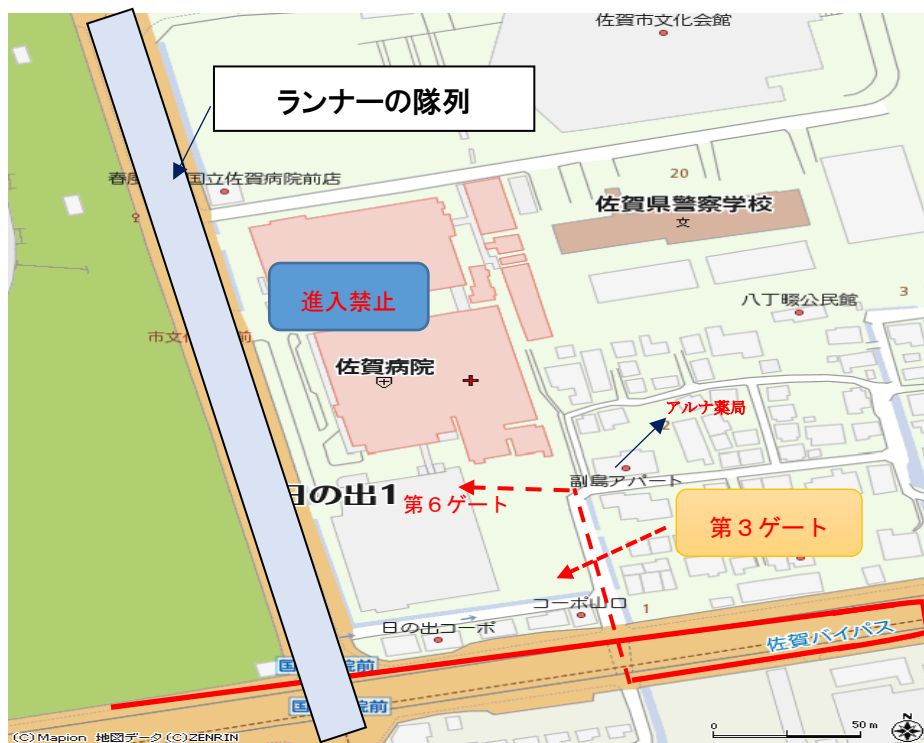 佐賀市文化会館
ランナーの隊列
春
国立佐賀病院前店
20
佐賀県警察学校
文
進入禁止
八丁畷公民館
3
市文
前
佐賀病院
アルナ薬局
2
日の出1
第6ゲート
副島アパート
第3ゲート
コーポ山口
1
日の出コーポ
佐賀バイパス
国
院前
国
院前
N
0
50 m
(C)Mapion 地図データ(C)ZENRIN